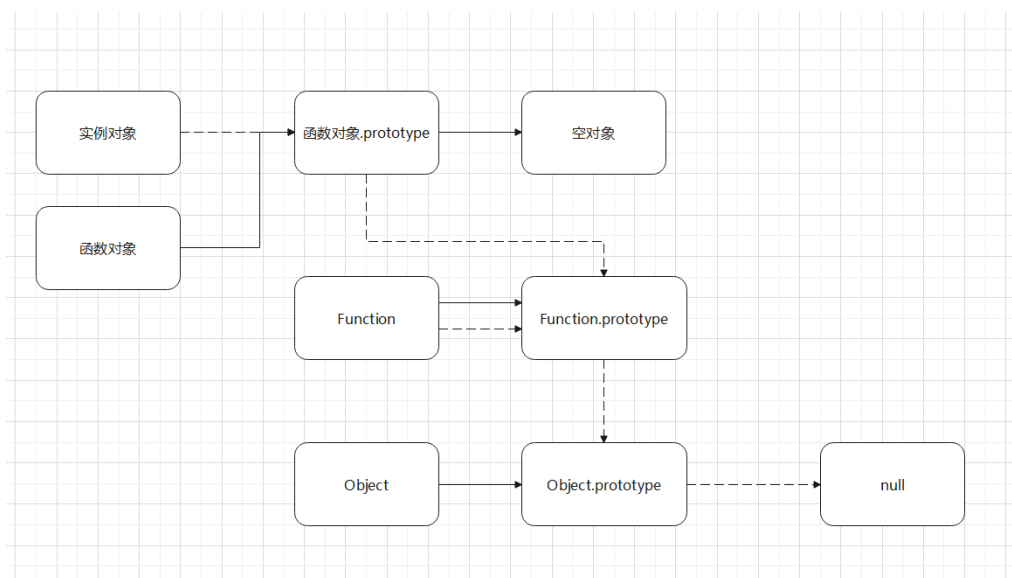 实例对象
函数对象.prototype
空对象
函数对象
Function
Function.prototype
Object
Object.prototype
null